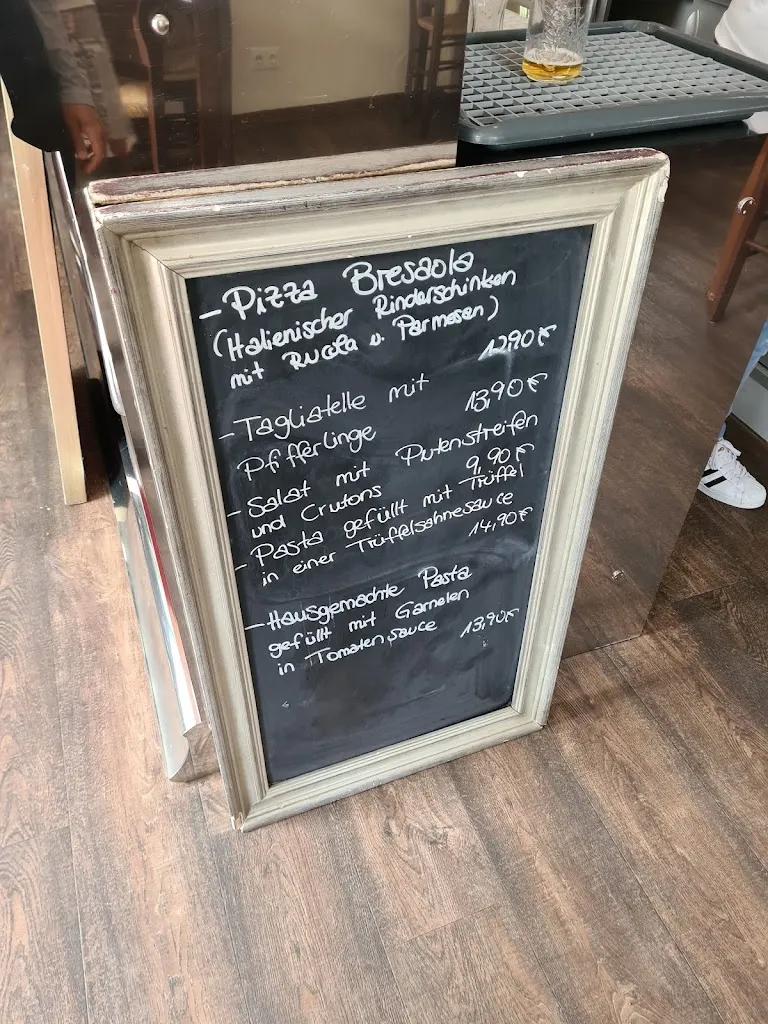 - Pizza Bresaola
(Italienischer Rinderschinken
mit Rucola u. Parmesan)
12,90 €
- Tagliatelle mit
Pfifferlinge 13,90 €
- Salat mit Putenstreifen
und Crutons 9,90 €
- Pasta gefüllt mit Trüffel
in einer Trüffelsahnesauce
14,90 €
- Hausgemachte Pasta
gefüllt mit Garnelen
in Tomatensauce 13,90 €